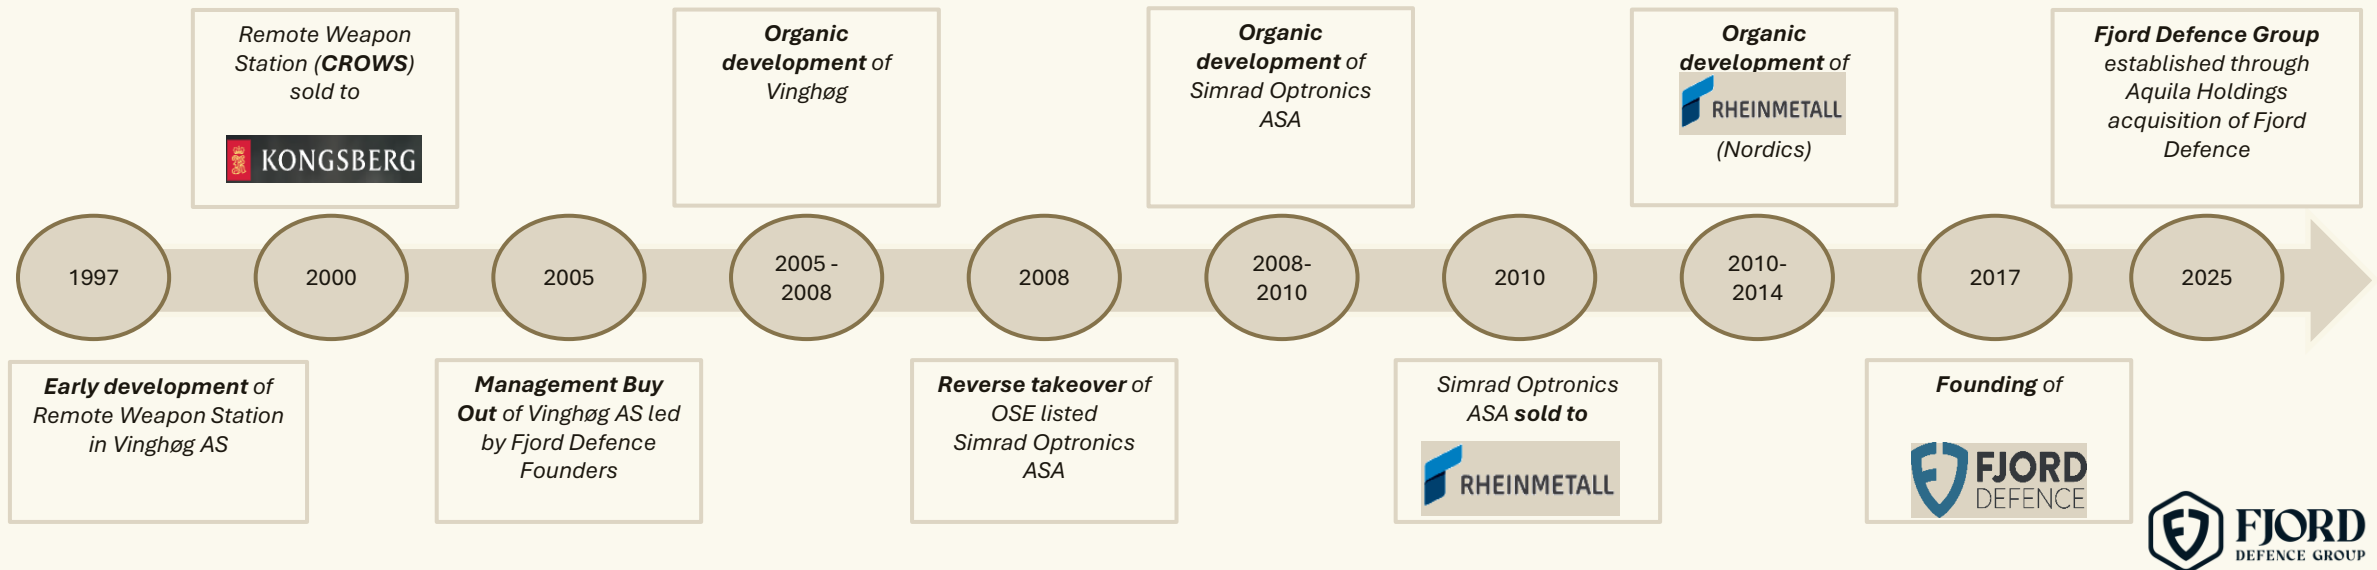 Remote Weapon
Station (CROWS)
sold to
KONGSBERG
Organic
development of
Vinghøg
Organic
development of
Simrad Optronics
ASA
Organic
development of
RHEINMETALL
(Nordics)
Fjord Defence Group
established through
Aquila Holdings
acquisition of Fjord
Defence
1997
2000
2005
2005 -
2008
2008
2008-
2010
2010
2010-
2014
2017
2025
Early development of
Remote Weapon Station
in Vinghøg AS
Management Buy
Out of Vinghøg AS led
by Fjord Defence
Founders
Reverse takeover of
OSE listed
Simrad Optronics
ASA
Simrad Optronics
ASA sold to
RHEINMETALL
Founding of
FJORD
DEFENCE
FJORD
DEFENCE GROUP